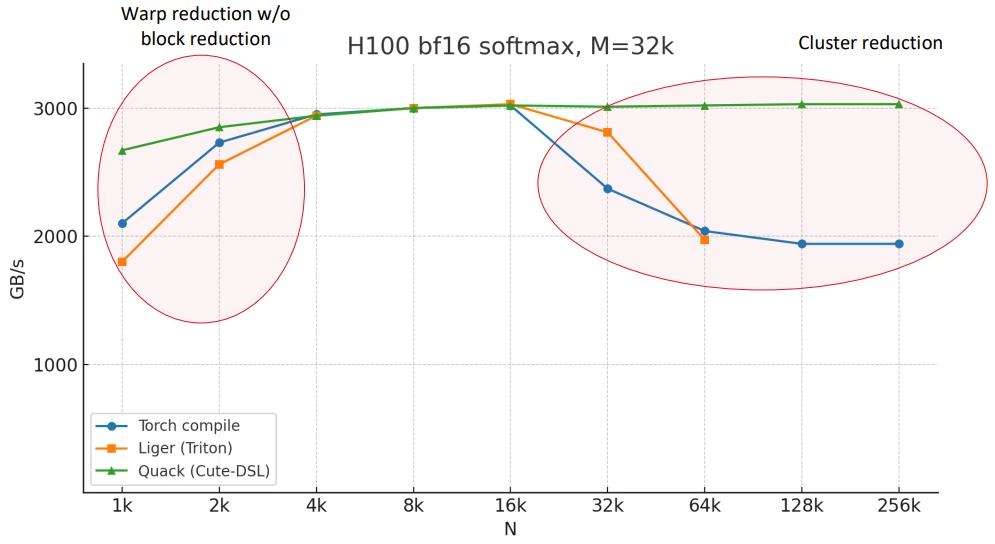 Warp reduction w/o
block reduction
H100 bf16 softmax, M=32k
Cluster reduction
3000
2000
1000
GB/s
Torch compile
Liger (Triton)
Quack (Cute-DSL)
1k 2k 4k 8k 16k 32k 64k 128k 256k
N